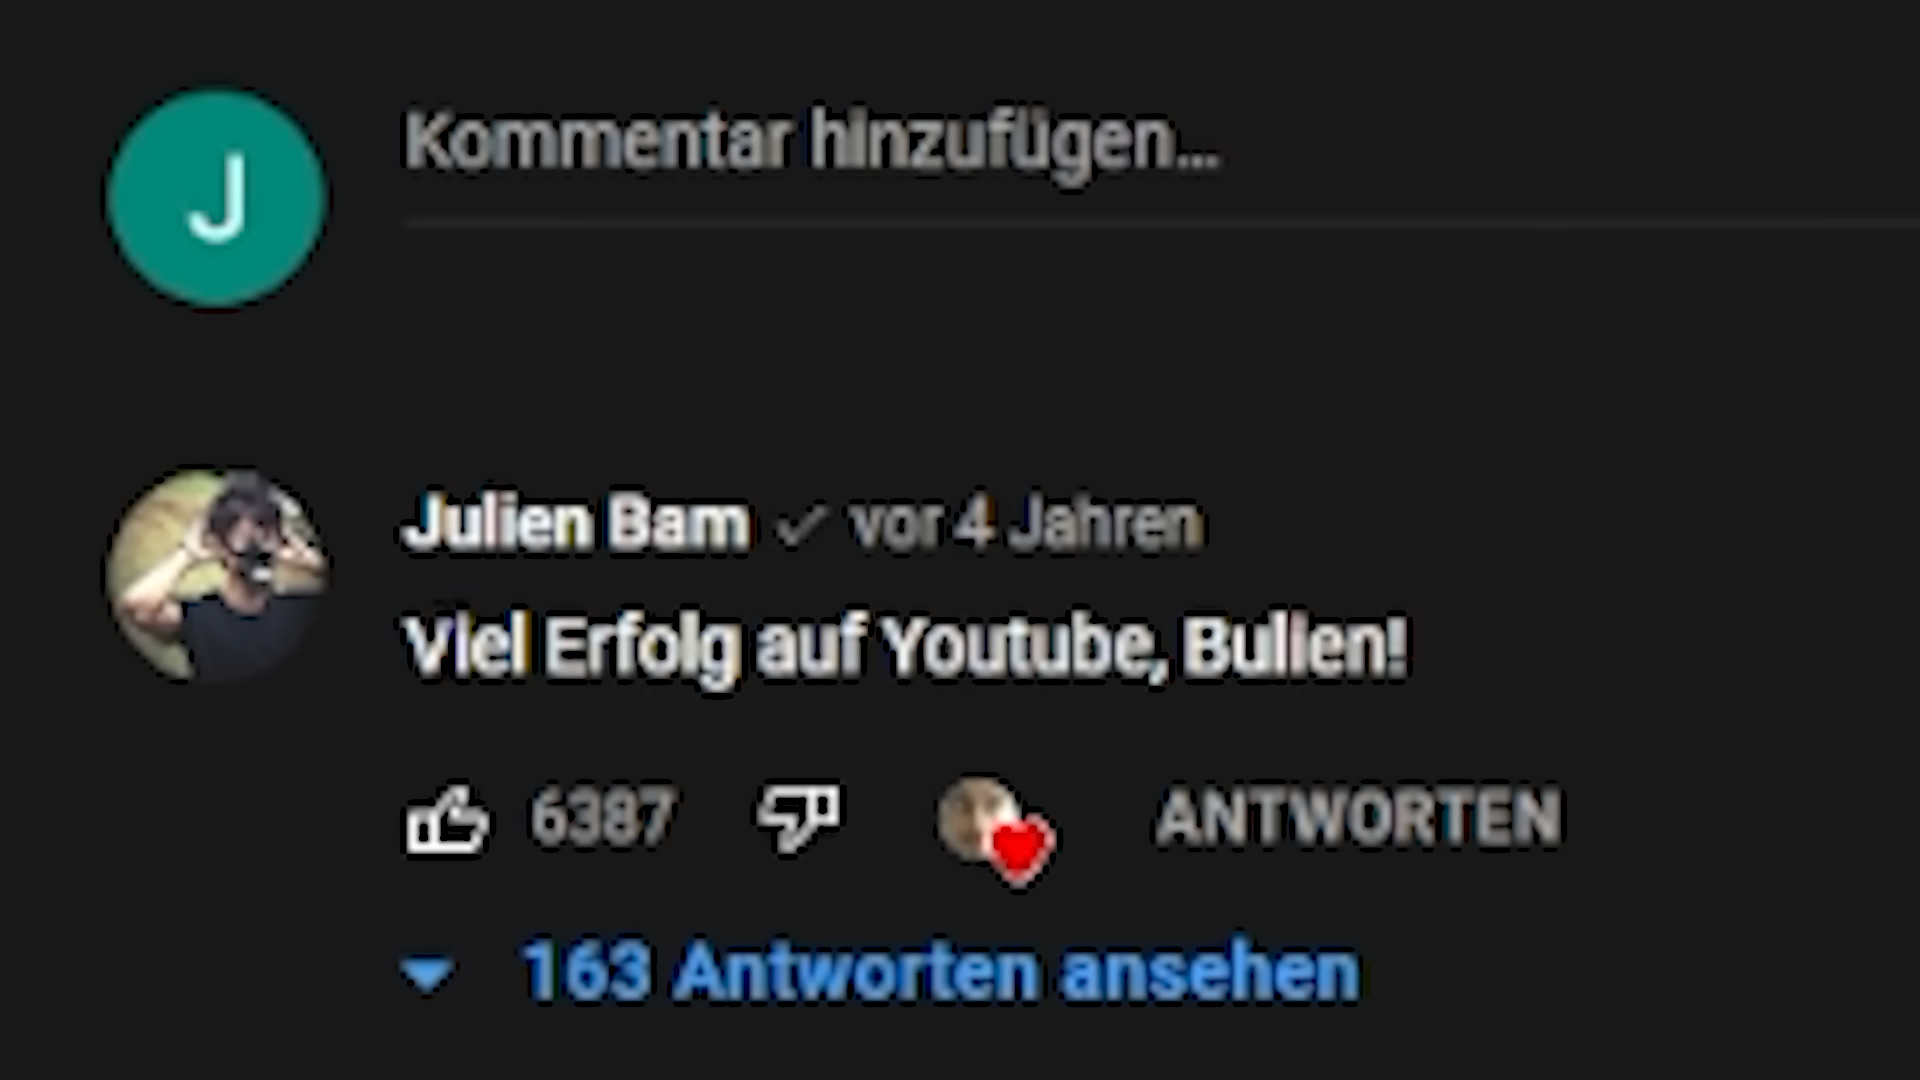 J
Kommentar hinzufügen...
Julien Bam ✓ vor 4 Jahren
Viel Erfolg auf Youtube, Bullen!
6387 ANTWORTEN
163 Antworten ansehen